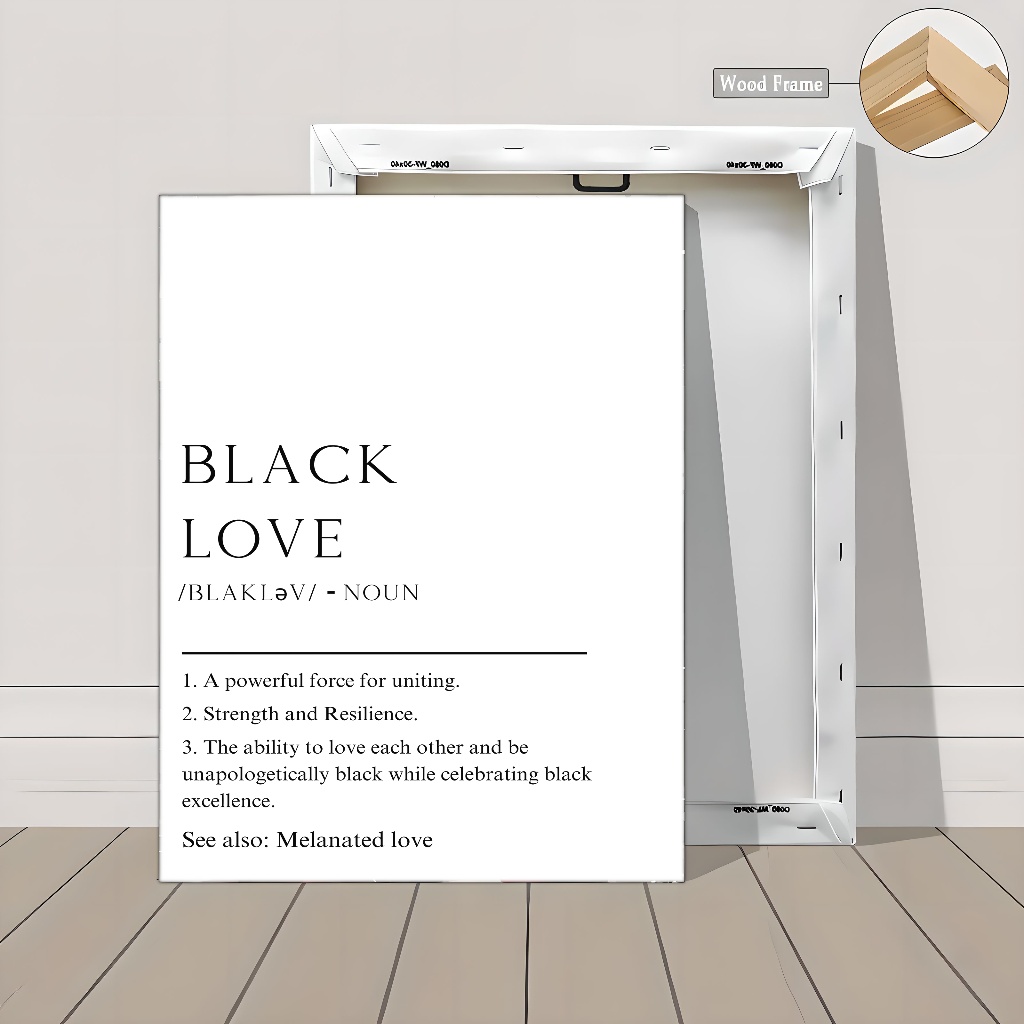 Wood Frame
BLACK
LOVE
/BLAKLəV/ - NOUN
1. A powerful force for uniting.
2. Strength and Resilience.
3. The ability to love each other and be
unapologetically black while celebrating black
excellence.
See also: Melanated love